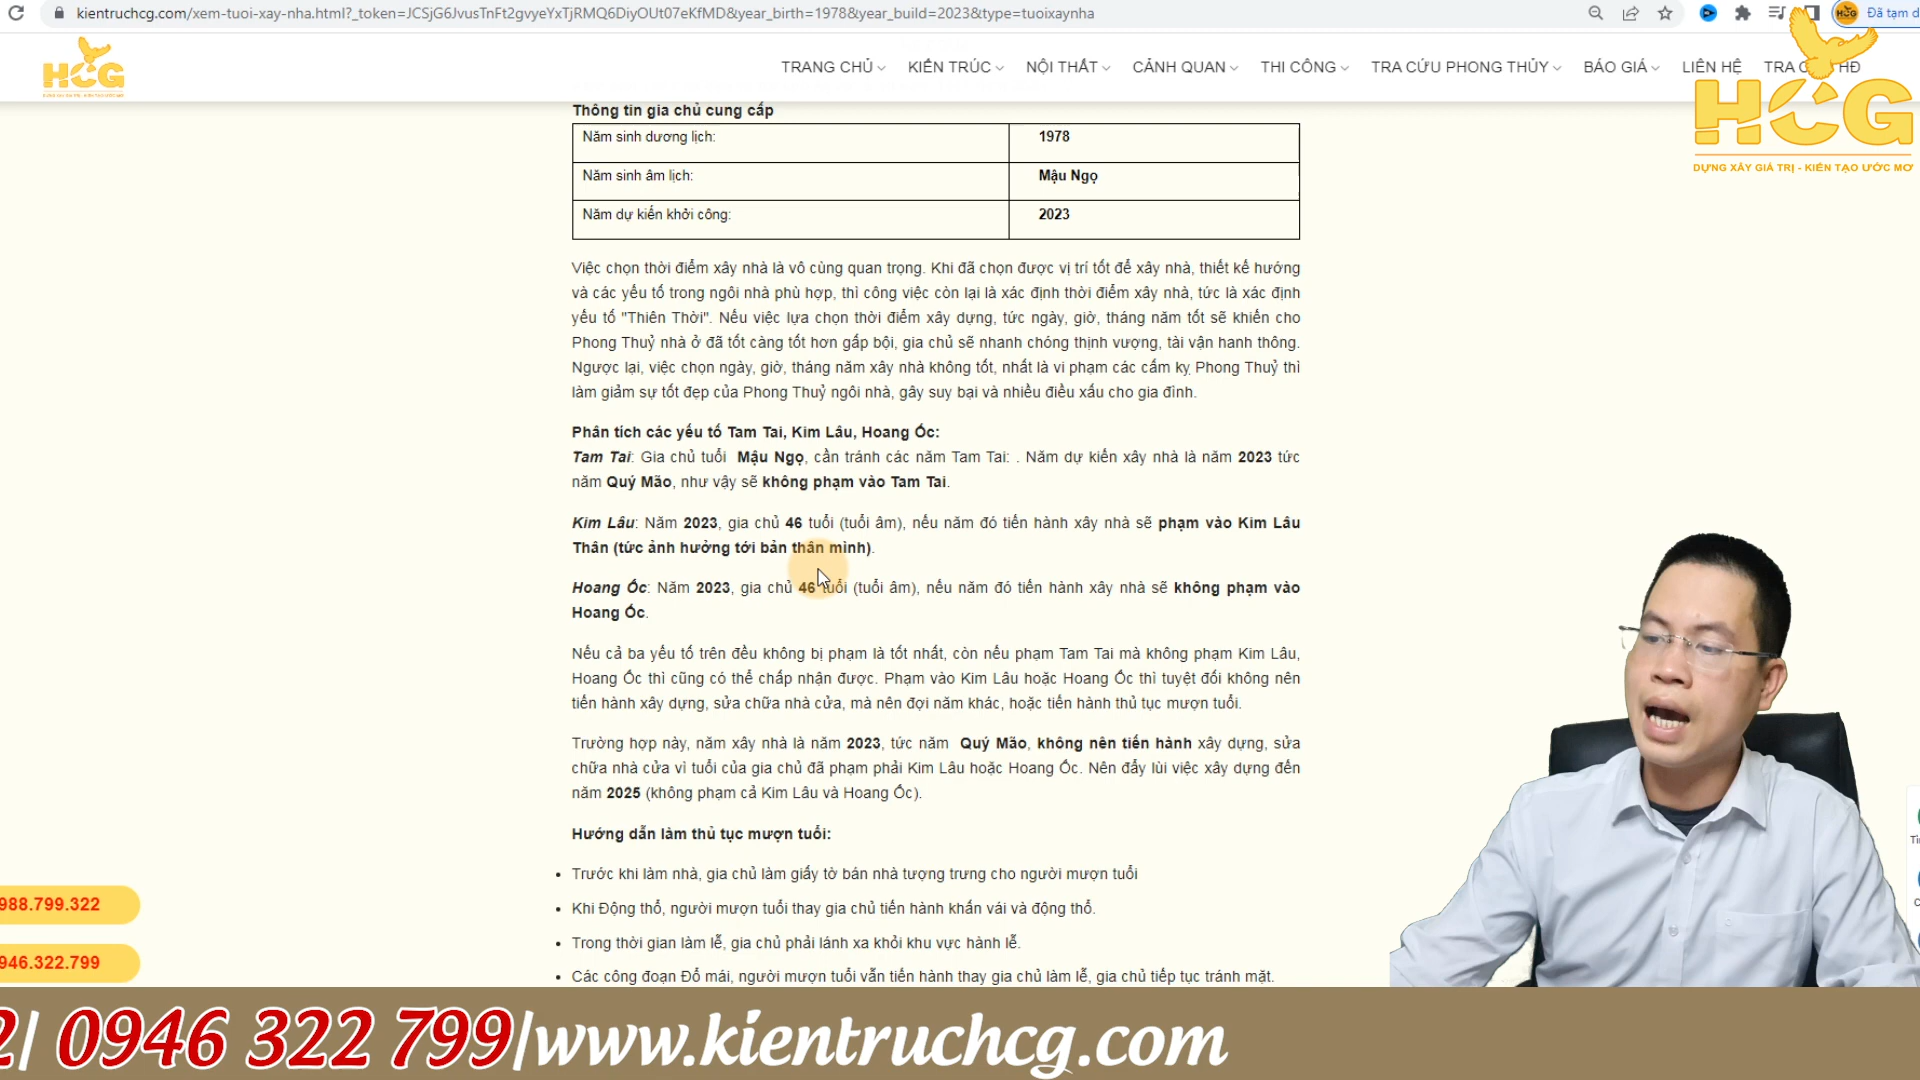 kientruchcg.com/xem-tuoi-xay-nha.html?_token=JCSjG6JvusTnFt2gvyeYxTjRMQ6DiyOUt07eKfMD&year_birth=1978&year_build=2023&type=tuoixaynha
Đã tạm d
HCG
TRANG CHỦ KIẾN TRÚC NỘI THẤT CẢNH QUAN THI CÔNG TRA CỨU PHONG THỦY BÁO GIÁ LIÊN HỆ TRA HĐ
HCG
DỰNG XÂY GIÁ TRỊ - KIẾN TẠO ƯỚC MƠ
Thông tin gia chủ cung cấp
Năm sinh dương lịch: 1978
Năm sinh âm lịch: Mậu Ngọ
Năm dự kiến khởi công: 2023
Việc chọn thời điểm xây nhà là vô cùng quan trọng. Khi đã chọn được vị trí tốt để xây nhà, thiết kế hướng
và các yếu tố trong ngôi nhà phù hợp, thì công việc còn lại là xác định thời điểm xây nhà, tức là xác định
yếu tố "Thiên Thời". Nếu việc lựa chọn thời điểm xây dựng, tức ngày, giờ, tháng năm tốt sẽ khiến cho
Phong Thuỷ nhà ở đã tốt càng tốt hơn gấp bội, gia chủ sẽ nhanh chóng thịnh vượng, tài vận hanh thông.
Ngược lại, việc chọn ngày, giờ, tháng năm xây nhà không tốt, nhất là vi phạm các cấm kỵ Phong Thuỷ thì
làm giảm sự tốt đẹp của Phong Thuỷ ngôi nhà, gây suy bại và nhiều điều xấu cho gia đình.
Phân tích các yếu tố Tam Tai, Kim Lâu, Hoang Ốc:
Tam Tai: Gia chủ tuổi Mậu Ngọ, cần tránh các năm Tam Tai: . Năm dự kiến xây nhà là năm 2023 tức
năm Quý Mão, như vậy sẽ không phạm vào Tam Tai.
Kim Lâu: Năm 2023, gia chủ 46 tuổi (tuổi âm), nếu năm đó tiến hành xây nhà sẽ phạm vào Kim Lâu
Thân (tức ảnh hưởng tới bản thân mình).
Hoang Ốc: Năm 2023, gia chủ 46 tuổi (tuổi âm), nếu năm đó tiến hành xây nhà sẽ không phạm vào
Hoang Ốc.
Nếu cả ba yếu tố trên đều không bị phạm là tốt nhất, còn nếu phạm Tam Tai mà không phạm Kim Lâu,
Hoang Ốc thì cũng có thể chấp nhận được. Phạm vào Kim Lâu hoặc Hoang Ốc thì tuyệt đối không nên
tiến hành xây dựng, sửa chữa nhà cửa, mà nên đợi năm khác, hoặc tiến hành thủ tục mượn tuổi.
Trường hợp này, năm xây nhà là năm 2023, tức năm Quý Mão, không nên tiến hành xây dựng, sửa
chữa nhà cửa vì tuổi của gia chủ đã phạm phải Kim Lâu hoặc Hoang Ốc. Nên đẩy lùi việc xây dựng đến
năm 2025 (không phạm cả Kim Lâu và Hoang Ốc).
Hướng dẫn làm thủ tục mượn tuổi:
• Trước khi làm nhà, gia chủ làm giấy tờ bán nhà tượng trưng cho người mượn tuổi
• Khi Động thổ, người mượn tuổi thay gia chủ tiến hành khấn vái và động thổ.
• Trong thời gian làm lễ, gia chủ phải lánh xa khỏi khu vực hành lễ.
• Các công đoạn Đổ mái, người mượn tuổi vẫn tiến hành thay gia chủ làm lễ, gia chủ tiếp tục tránh mặt.
988.799.322
946.322.799
2| 0946 322 799|www.kientruchcg.com